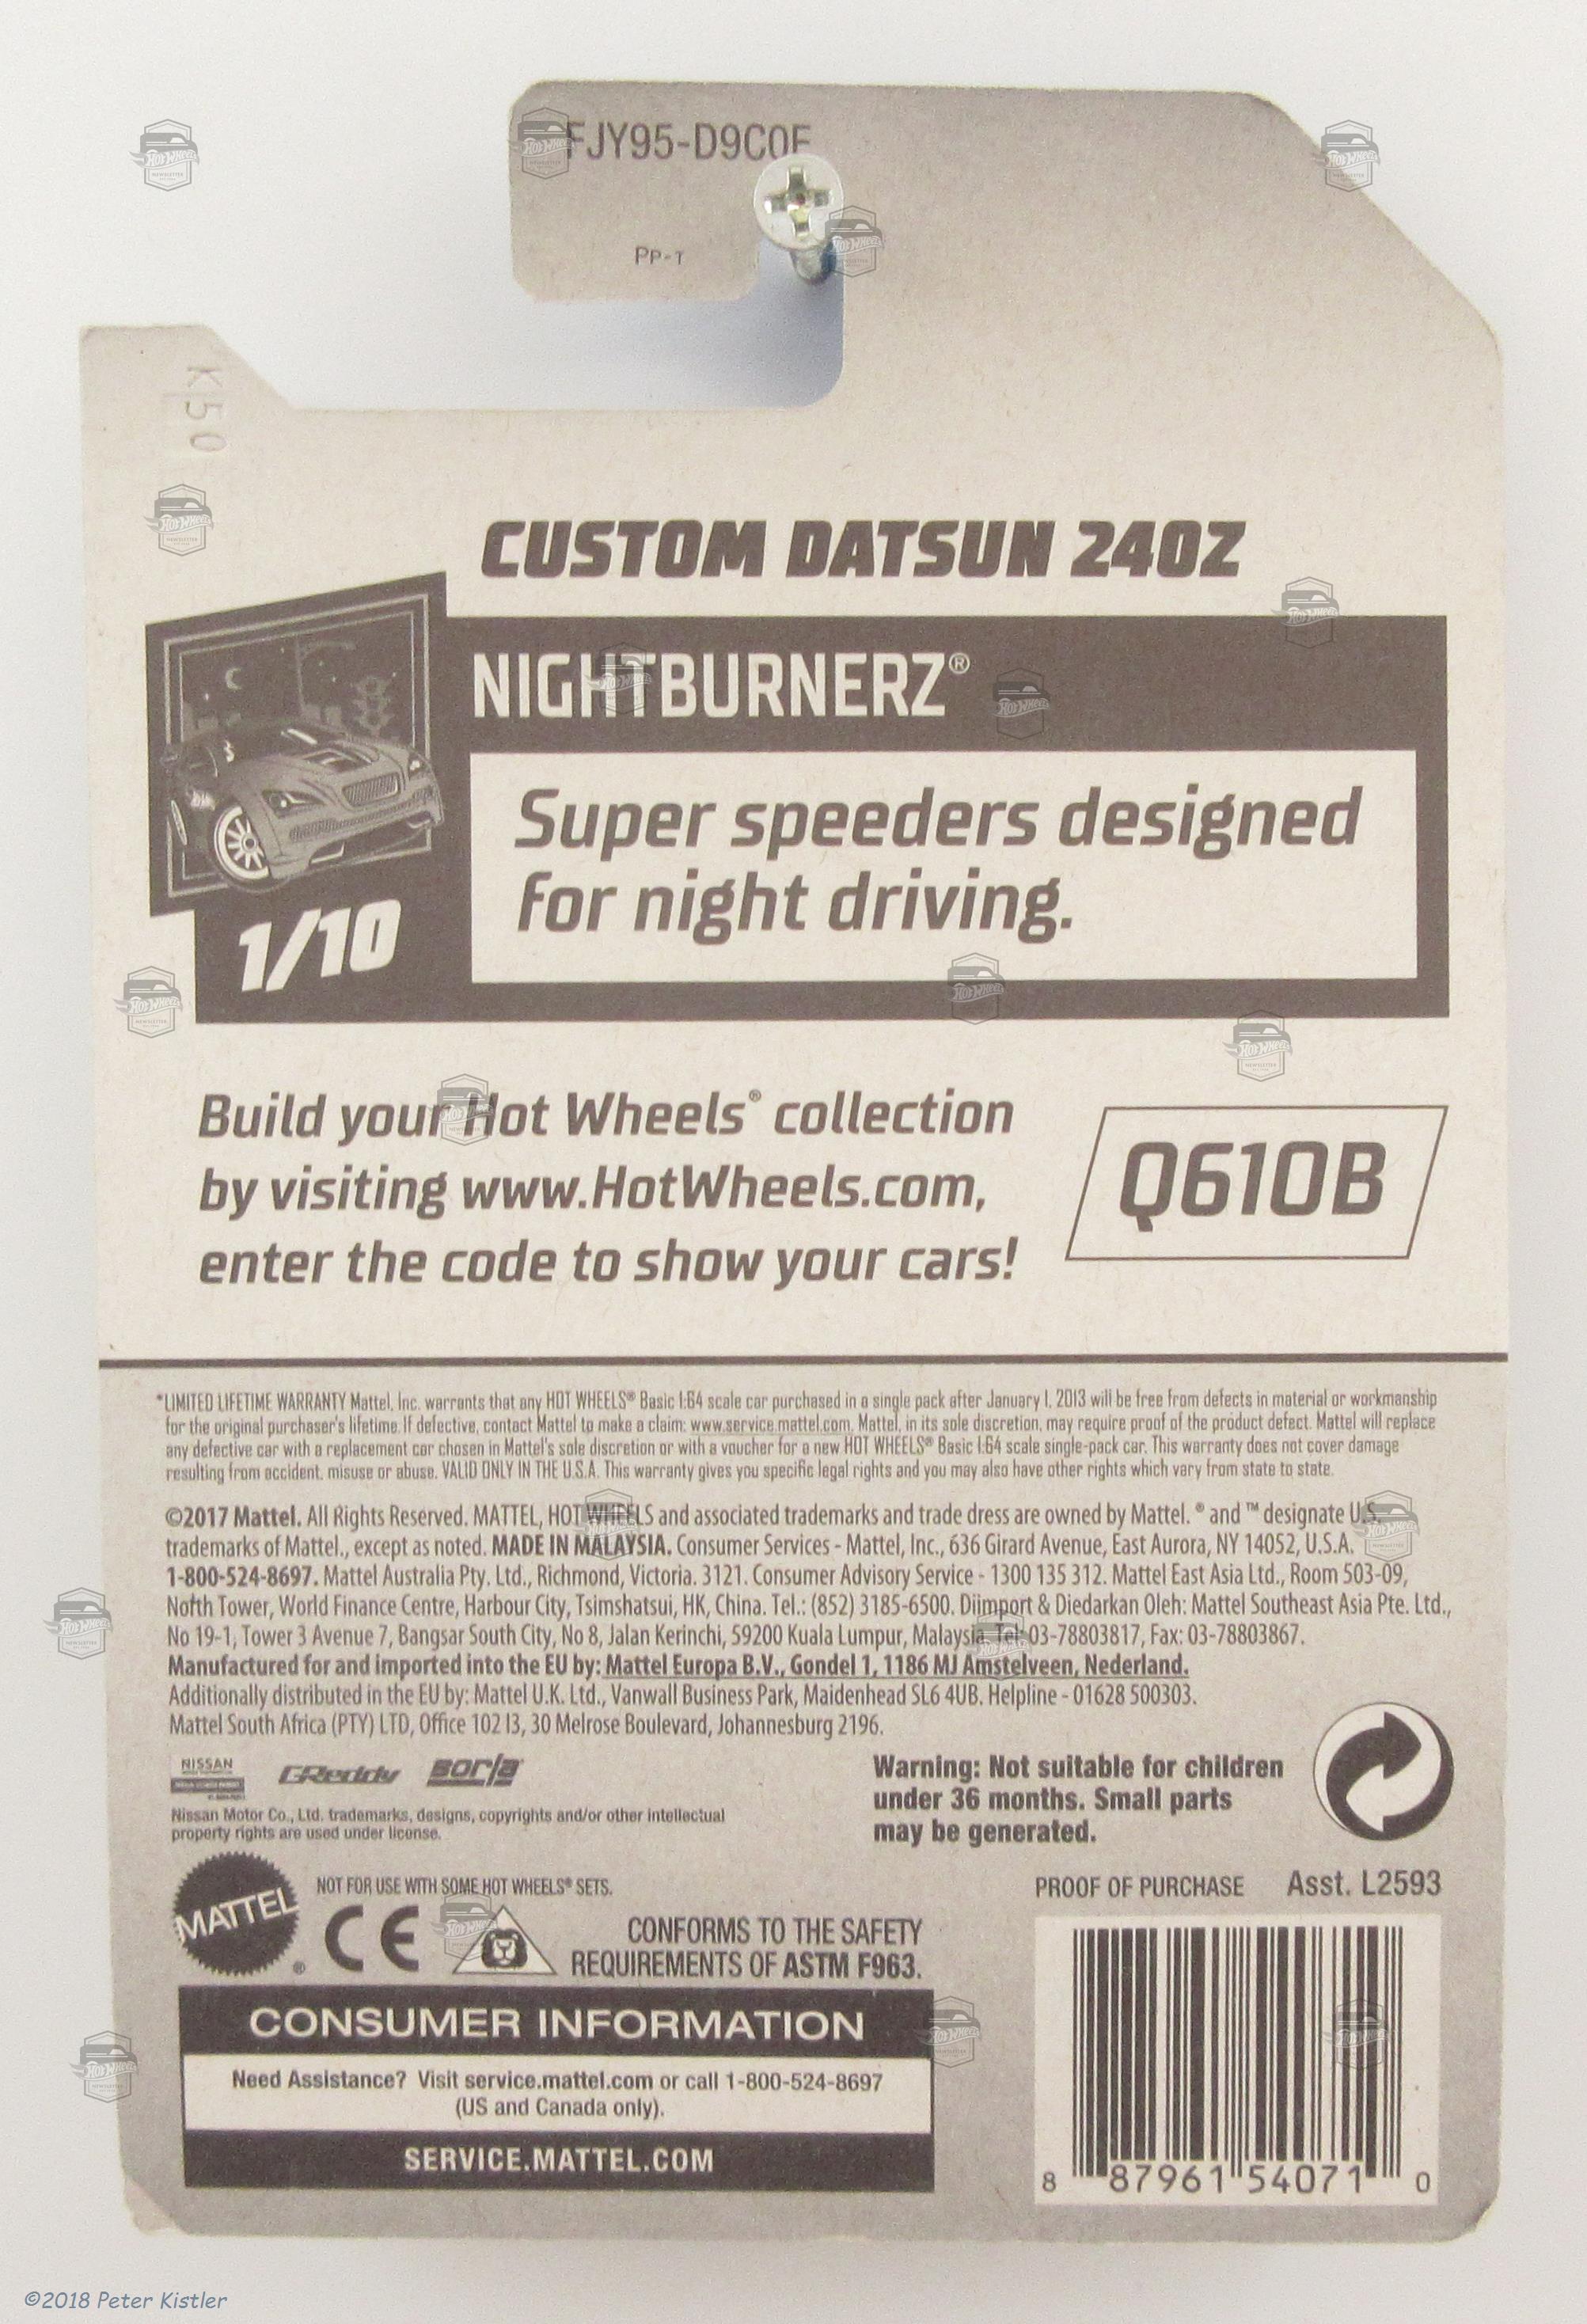 FJY95-D9C0F
PP-T
K50
CUSTOM DATSUN 240Z
NIGHTBURNERZ®
Super speeders designed
for night driving.
1/10
Build your Hot Wheels® collection
by visiting www.HotWheels.com,
enter the code to show your cars!
Q610B
*LIMITED LIFETIME WARRANTY Mattel, Inc. warrants that any HOT WHEELS® Basic 1:64 scale car purchased in a single pack after January 1, 2013 will be free from defects in material or workmanship
for the original purchaser's lifetime. If defective, contact Mattel to make a claim: www.service.mattel.com. Mattel, in its sole discretion, may require proof of the product defect. Mattel will replace
any defective car with a replacement car chosen in Mattel's sole discretion or with a voucher for a new HOT WHEELS® Basic 1:64 scale single-pack car. This warranty does not cover damage
resulting from accident, misuse or abuse. VALID ONLY IN THE U.S.A. This warranty gives you specific legal rights and you may also have other rights which vary from state to state.
©2017 Mattel. All Rights Reserved. MATTEL, HOT WHEELS and associated trademarks and trade dress are owned by Mattel. ® and ™ designate U.S.
trademarks of Mattel., except as noted. MADE IN MALAYSIA. Consumer Services - Mattel, Inc., 636 Girard Avenue, East Aurora, NY 14052, U.S.A.
1-800-524-8697. Mattel Australia Pty. Ltd., Richmond, Victoria. 3121. Consumer Advisory Service - 1300 135 312. Mattel East Asia Ltd., Room 503-09,
North Tower, World Finance Centre, Harbour City, Tsimshatsui, HK, China. Tel.: (852) 3185-6500. Diimport & Diedarkan Oleh: Mattel Southeast Asia Pte. Ltd.,
No 19-1, Tower 3 Avenue 7, Bangsar South City, No 8, Jalan Kerinchi, 59200 Kuala Lumpur, Malaysia. Tel: 03-78803817, Fax: 03-78803867.
Manufactured for and imported into the EU by: Mattel Europa B.V., Gondel 1, 1186 MJ Amstelveen, Nederland.
Additionally distributed in the EU by: Mattel U.K. Ltd., Vanwall Business Park, Maidenhead SL6 4UB. Helpline - 01628 500303.
Mattel South Africa (PTY) LTD, Office 102 I3, 30 Melrose Boulevard, Johannesburg 2196.
NISSAN
GReddy
sorla
Nissan Motor Co., Ltd. trademarks, designs, copyrights and/or other intellectual
property rights are used under license.
Warning: Not suitable for children
under 36 months. Small parts
may be generated.
MATTEL®
NOT FOR USE WITH SOME HOT WHEELS® SETS.
CE
CONFORMS TO THE SAFETY
REQUIREMENTS OF ASTM F963.
PROOF OF PURCHASE Asst. L2593
CONSUMER INFORMATION
Need Assistance? Visit service.mattel.com or call 1-800-524-8697
(US and Canada only).
SERVICE.MATTEL.COM
8 87961 54071 0
©2018 Peter Kistler